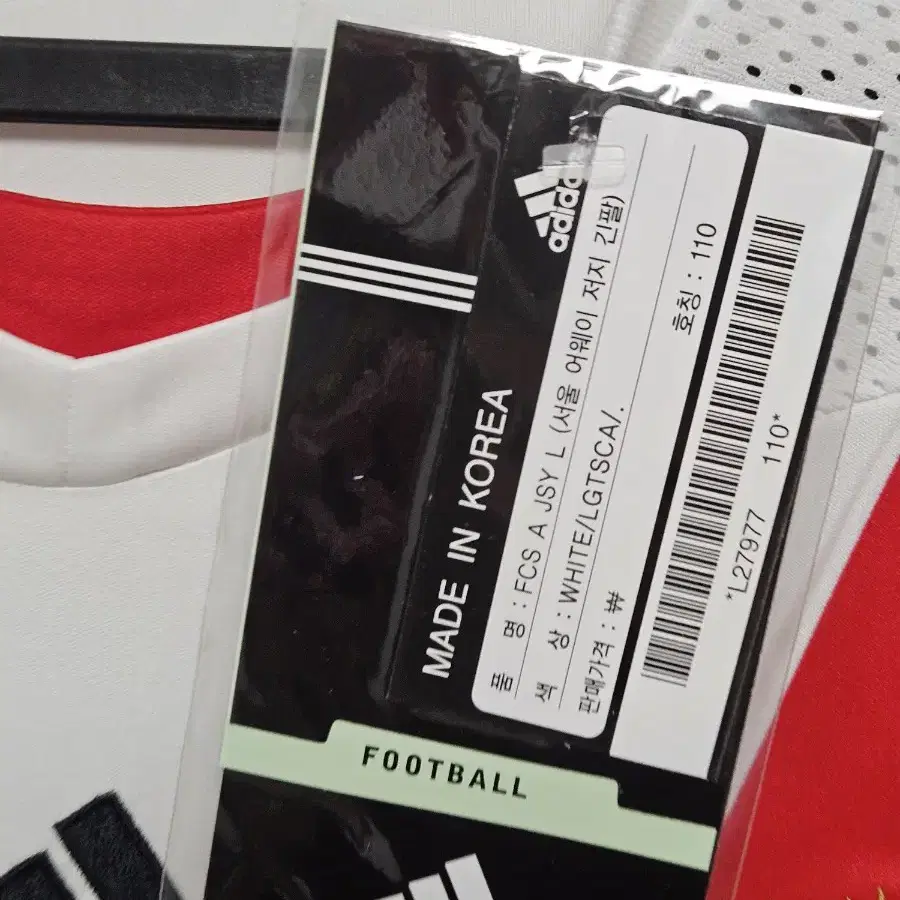 adidas
MADE IN KOREA
품 명 : FCS A JSY L (서울 어웨이 저지 긴팔)
색 상 : WHITE/LGTSCA/.
호칭 : 110
판매가격 : ₩
*L27977 110*
FOOTBALL